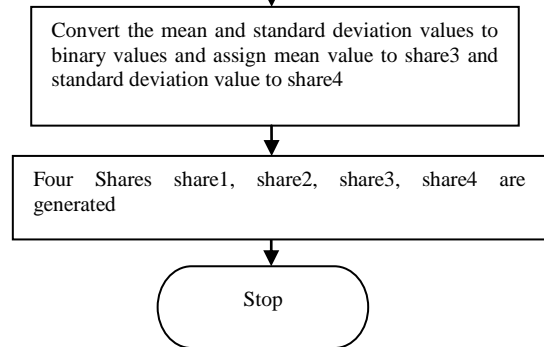 Convert the mean and standard deviation values to
binary values and assign mean value to share3 and
standard deviation value to share4
Four Shares share1, share2, share3, share4 are
generated
Stop